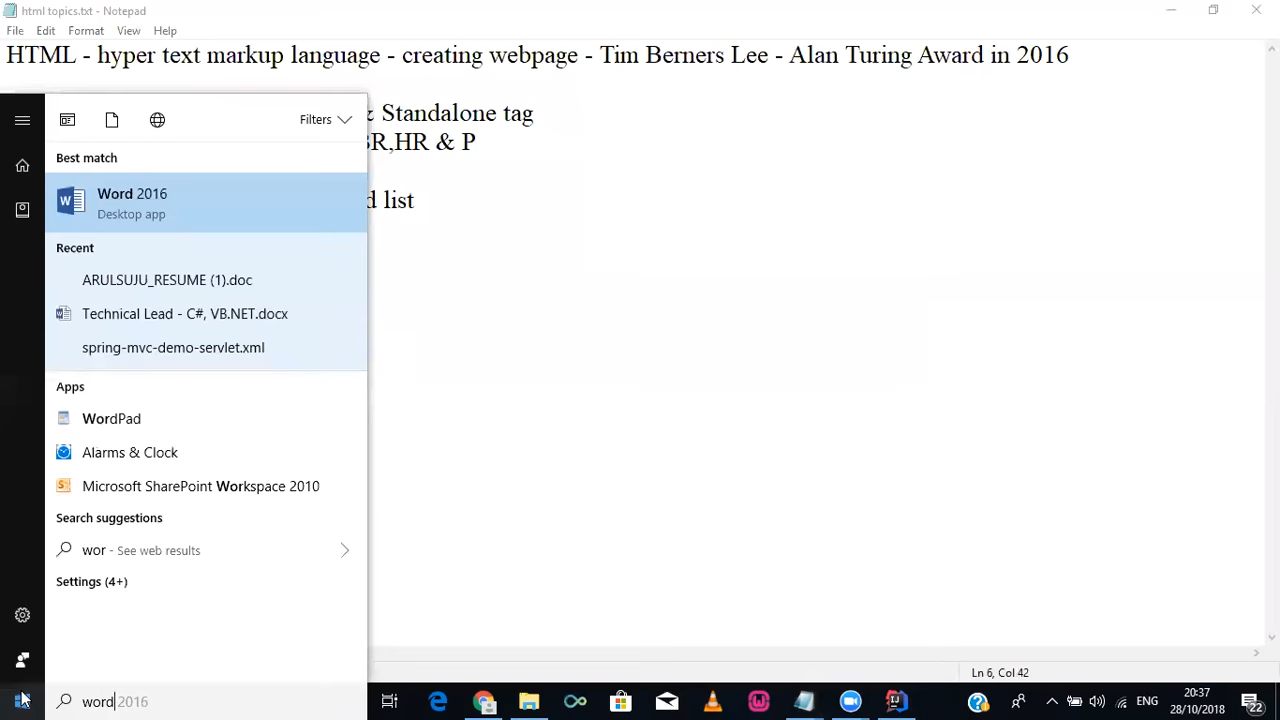 html topics.txt - Notepad
File Edit Format View Help
HTML - hyper text markup language - creating webpage - Tim Berners Lee - Alan Turing Award in 2016
& Standalone tag
BR,HR & P
d list
Filters
Best match
Word 2016
Desktop app
Recent
ARULSUJU_RESUME (1).doc
Technical Lead - C#, VB.NET.docx
spring-mvc-demo-servlet.xml
Apps
WordPad
Alarms & Clock
Microsoft SharePoint Workspace 2010
Search suggestions
wor - See web results
Settings (4+)
Ln 6, Col 42
word 2016
ENG
20:37
28/10/2018
22